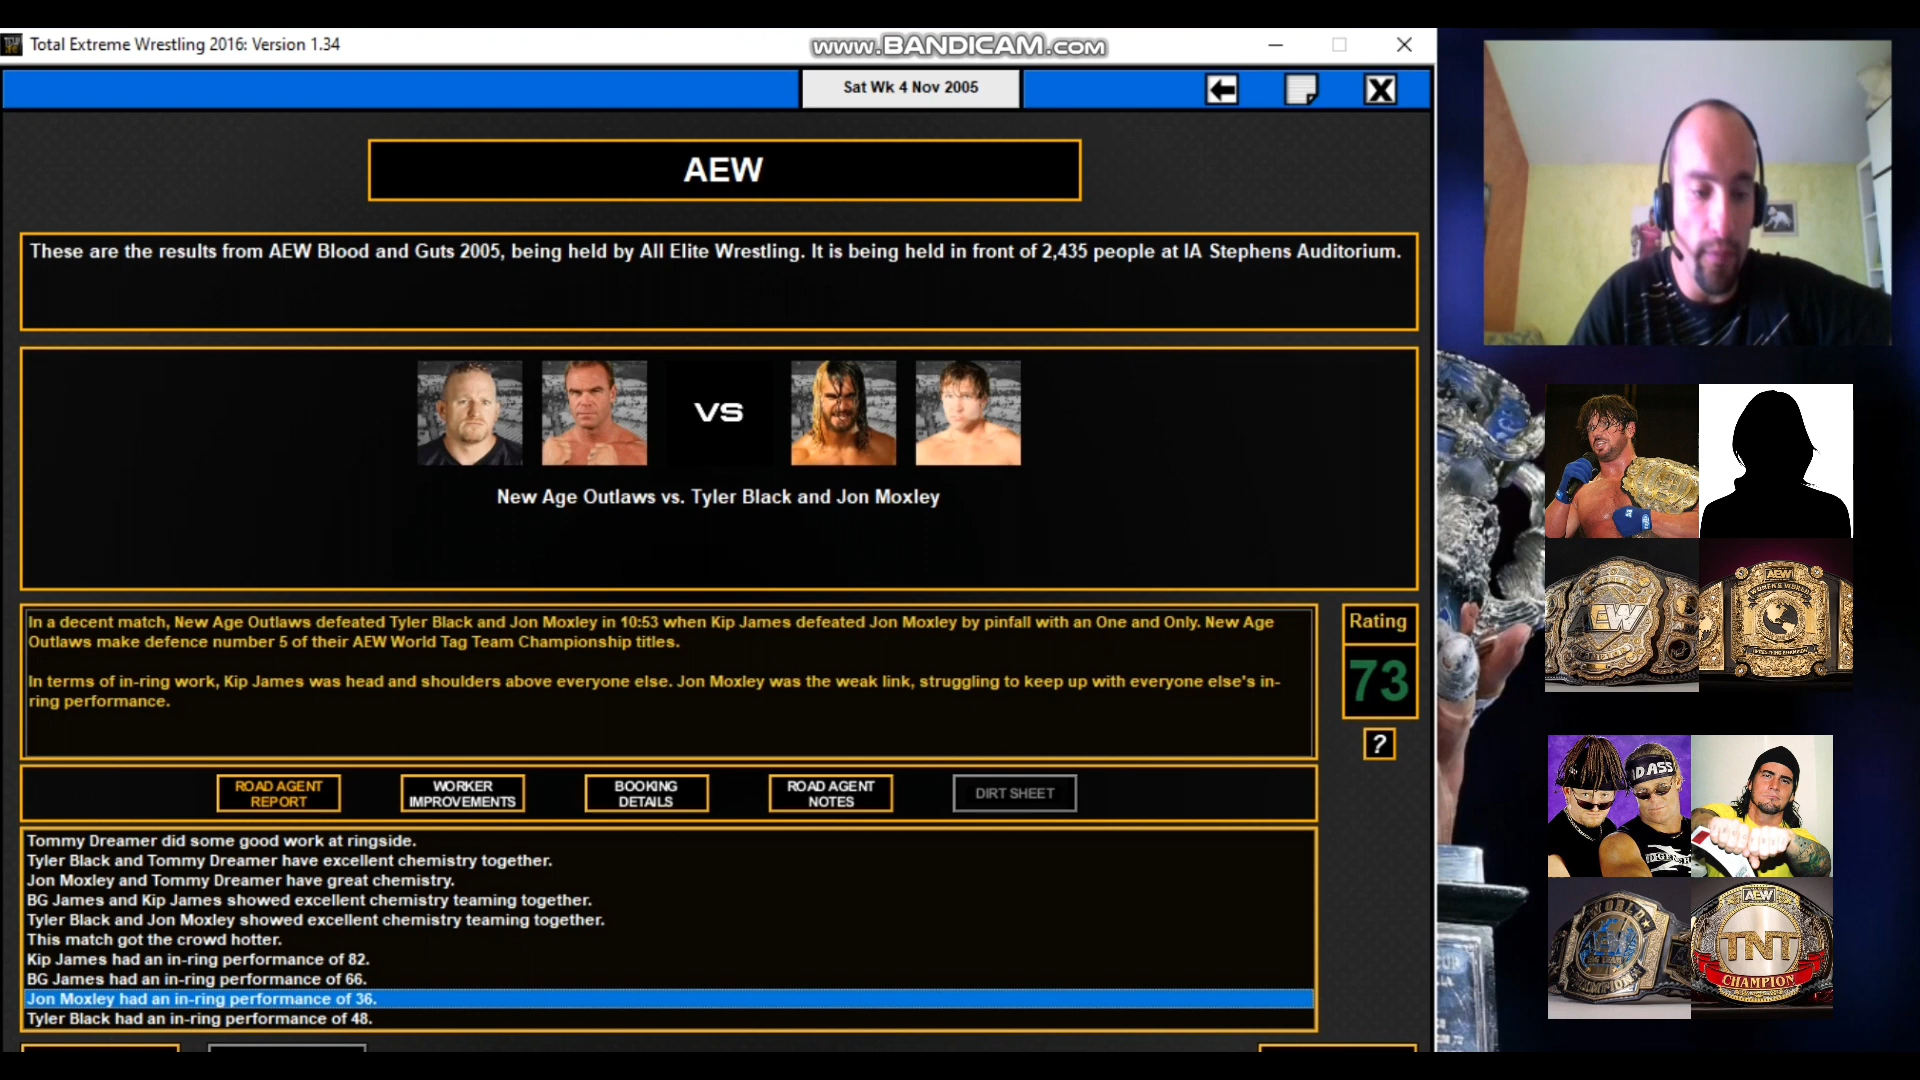 Total Extreme Wrestling 2016: Version 1.34
www.BANDICAM.com
Sat Wk 4 Nov 2005
AEW
These are the results from AEW Blood and Guts 2005, being held by All Elite Wrestling. It is being held in front of 2,435 people at IA Stephens Auditorium.
VS
New Age Outlaws vs. Tyler Black and Jon Moxley
In a decent match, New Age Outlaws defeated Tyler Black and Jon Moxley in 10:53 when Kip James defeated Jon Moxley by pinfall with an One and Only. New Age
Outlaws make defence number 5 of their AEW World Tag Team Championship titles.
In terms of in-ring work, Kip James was head and shoulders above everyone else. Jon Moxley was the weak link, struggling to keep up with everyone else's in-
ring performance.
Rating
73
?
ROAD AGENT
REPORT
WORKER
IMPROVEMENTS
BOOKING
DETAILS
ROAD AGENT
NOTES
DIRT SHEET
Tommy Dreamer did some good work at ringside.
Tyler Black and Tommy Dreamer have excellent chemistry together.
Jon Moxley and Tommy Dreamer have great chemistry.
BG James and Kip James showed excellent chemistry teaming together.
Tyler Black and Jon Moxley showed excellent chemistry teaming together.
This match got the crowd hotter.
Kip James had an in-ring performance of 82.
BG James had an in-ring performance of 66.
Jon Moxley had an in-ring performance of 36.
Tyler Black had an in-ring performance of 48.
AEW
AEW
WOMEN'S WORLD
ADASS
WORLD
AEW
TNT
CHAMPION